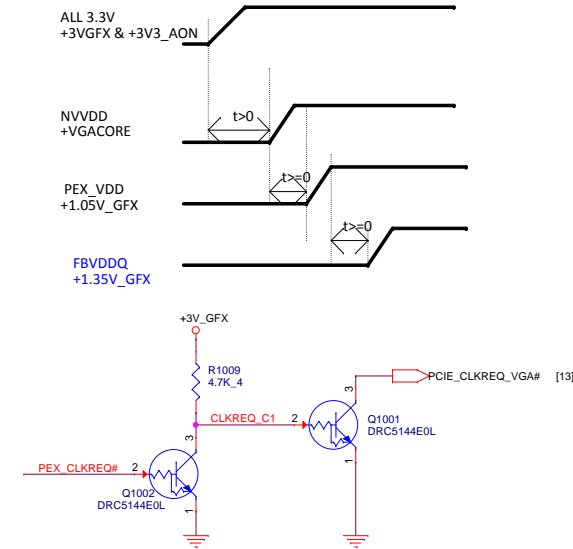 ALL 3.3V
+3VGFX & +3V3_AON
NVVDD
+VGACORE
t>0
PEX_VDD
+1.05V_GFX
t>=0
FBVDDQ
+1.35V_GFX
t>=0
+3V_GFX
R1009
4.7K_4
PCIE_CLKREQ_VGA# [13]
3
CLKREQ_C1
2
Q1001
DRC5144E0L
1
3
PEX_CLKREQ#
2
Q1002
DRC5144E0L
1